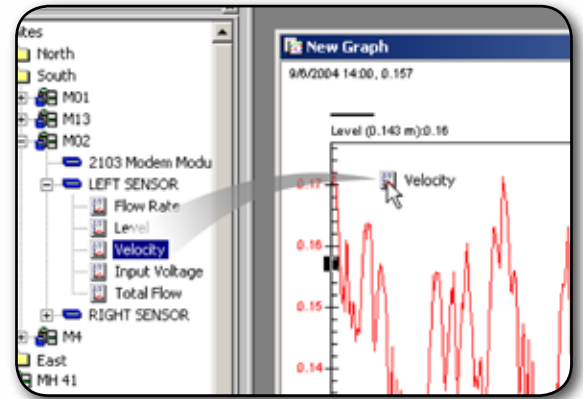 ites
North
South
M01
M13
M02
2103 Modem Modu
LEFT SENSOR
Flow Rate
Level
Velocity
Input Voltage
Total Flow
RIGHT SENSOR
M4
East
MH 41
New Graph
9/6/2004 14:00, 0.157
Level (0.143 m):0.16
Velocity
0.17
0.16
0.15
0.14